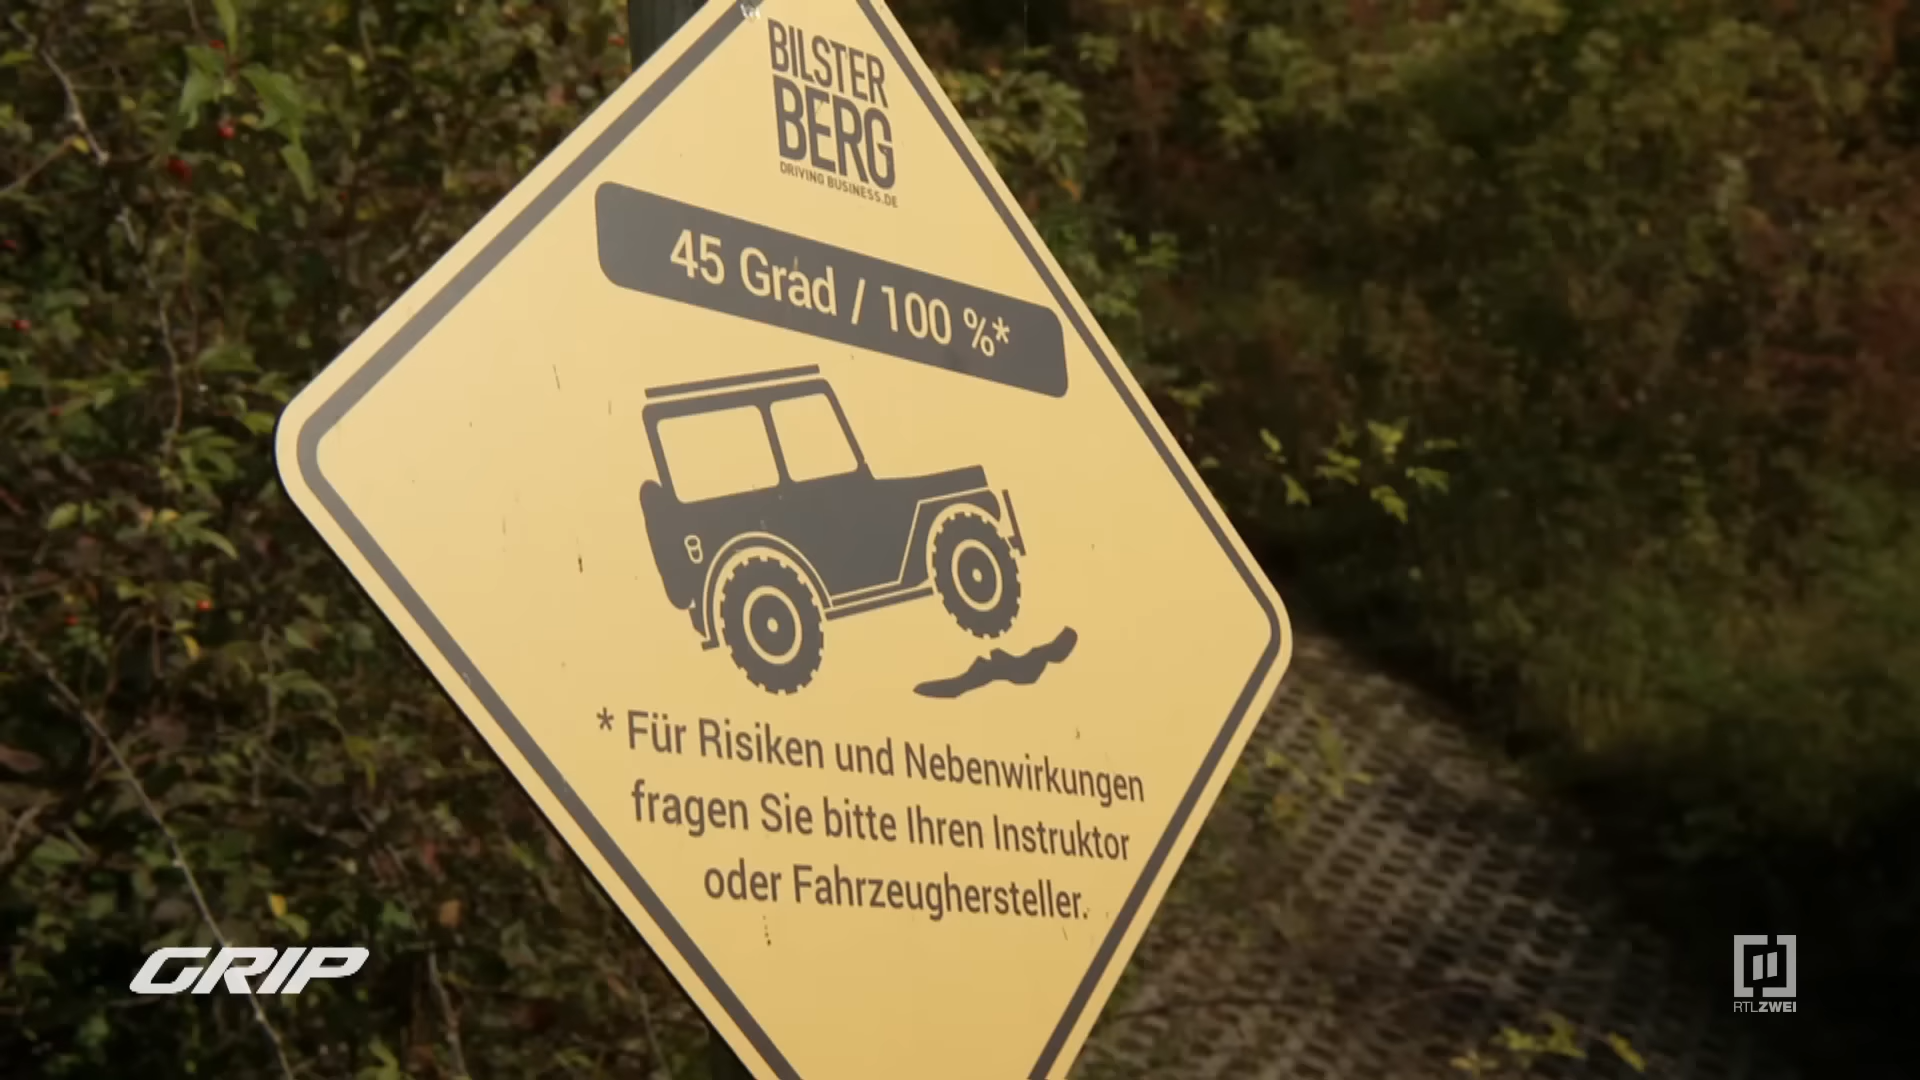 BILSTER
BERG
DRIVING BUSINESS.DE
45 Grad / 100 %*
* Für Risiken und Nebenwirkungen
fragen Sie bitte Ihren Instruktor
oder Fahrzeughersteller.
GRIP
RTLZWEI